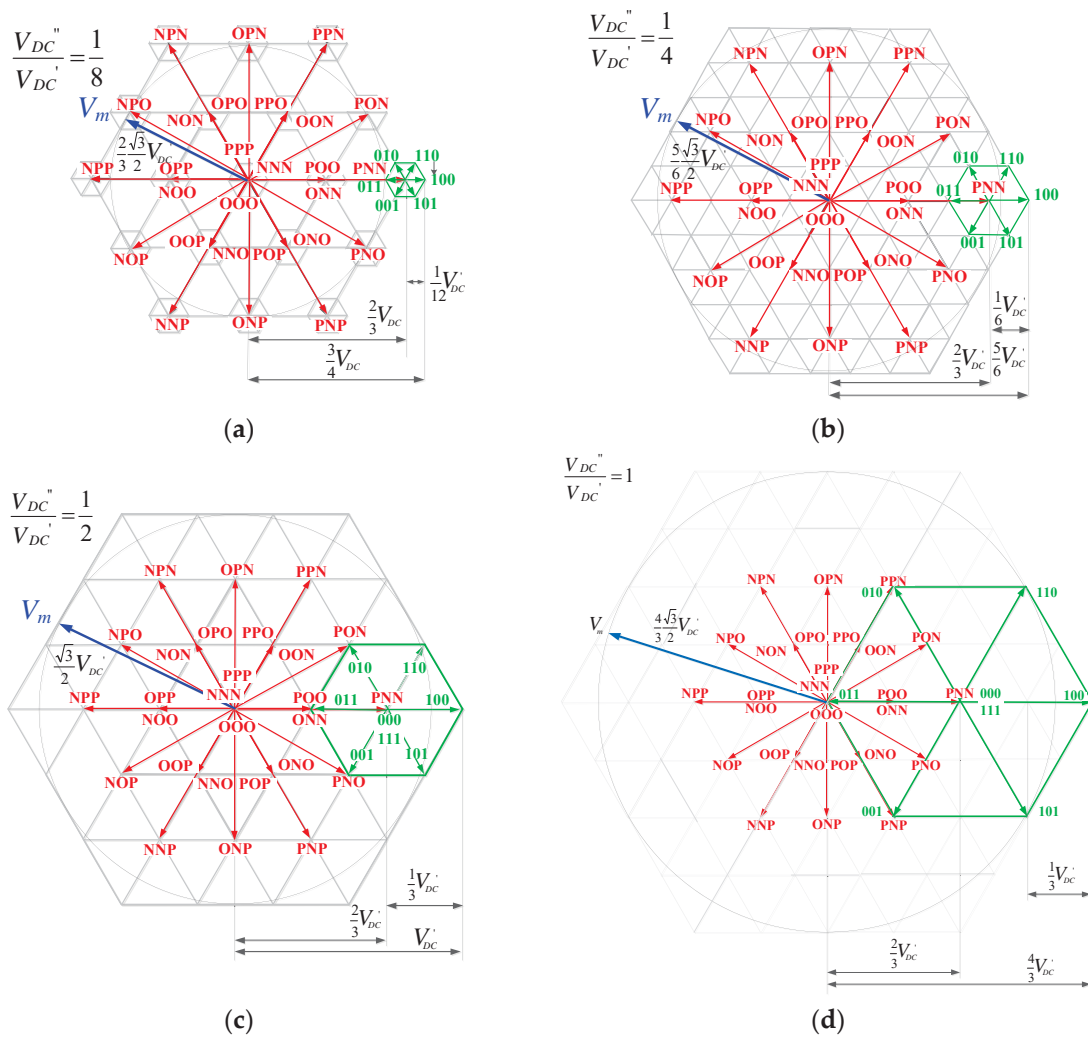 V_DC''/V_DC' = 1/8
NPN OPN PPN
V_m
NPO OPO PPO PON
NON OON
2/3 √3/2 V_DC'
PPP
NNN
010 110
NPP OPP POO PNN
NOO ONN 011 100
OOO
001 101
OOP ONO
NOP NNO POP PNO
1/12 V_DC'
NNP ONP PNP
2/3 V_DC'
3/4 V_DC
(a)
V_DC''/V_DC' = 1/4
NPN OPN PPN
V_m
NPO OPO PPO PON
NON OON
5/6 √3/2 V_DC'
PPP
NNN
010 110
NPP OPP POO 011 PNN
NOO ONN 100
OOO
001 101
OOP ONO
NOP NNO POP PNO
1/6 V_DC'
NNP ONP PNP
2/3 V_DC' 5/6 V_DC'
(b)
V_DC''/V_DC' = 1/2
NPN OPN PPN
V_m
NPO OPO PPO PON
NON OON 010 110
√3/2 V_DC'
PPP
NNN
NPP OPP POO 011 PNN 100
NOO ONN 000
OOO 111
001 101
OOP ONO
NOP NNO POP PNO
NNP ONP PNP
1/3 V_DC'
2/3 V_DC'
V_DC'
(c)
V_DC''/V_DC' = 1
NPN OPN PPN
010 110
V_m
4/3 √3/2 V_DC'
NPO OPO PPO PON
NON OON
PPP
NNN
NPP OPP 011 POO PNN 000 100
NOO ONN 111
OOO
OOP ONO
NOP NNO POP PNO
001 101
NNP ONP PNP
1/3 V_DC'
2/3 V_DC'
4/3 V_DC'
(d)